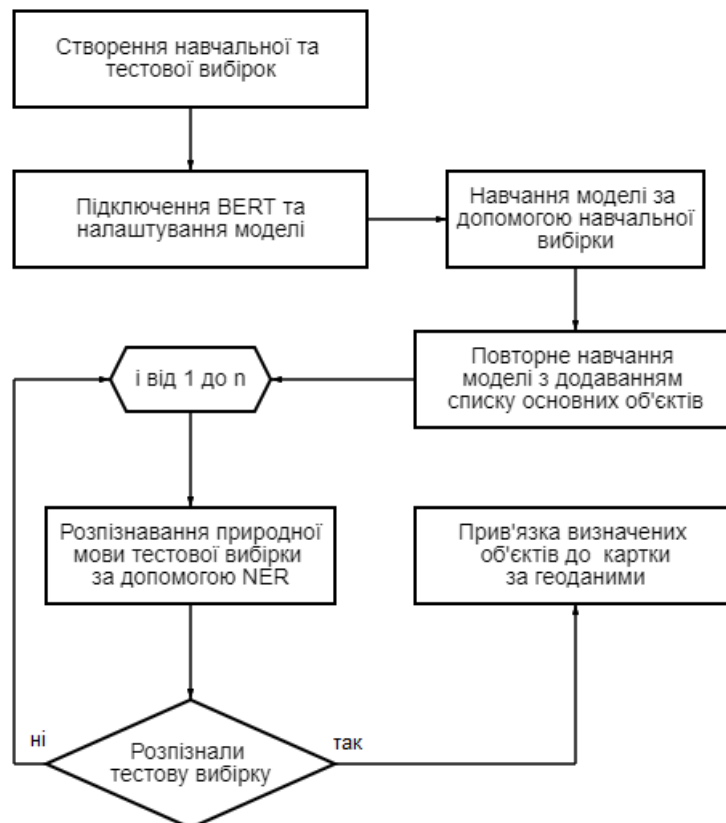 Створення навчальної та
тестової вибірок
Підключення BERT та
налаштування моделі
Навчання моделі за
допомогою навчальної
вибірки
Повторне навчання
моделі з додаванням
списку основних об'єктів
і від 1 до n
Розпізнавання природної
мови тестової вибірки
за допомогою NER
Прив'язка визначених
об'єктів до картки
за геоданими
Розпізнали
тестову вибірку
ні
так